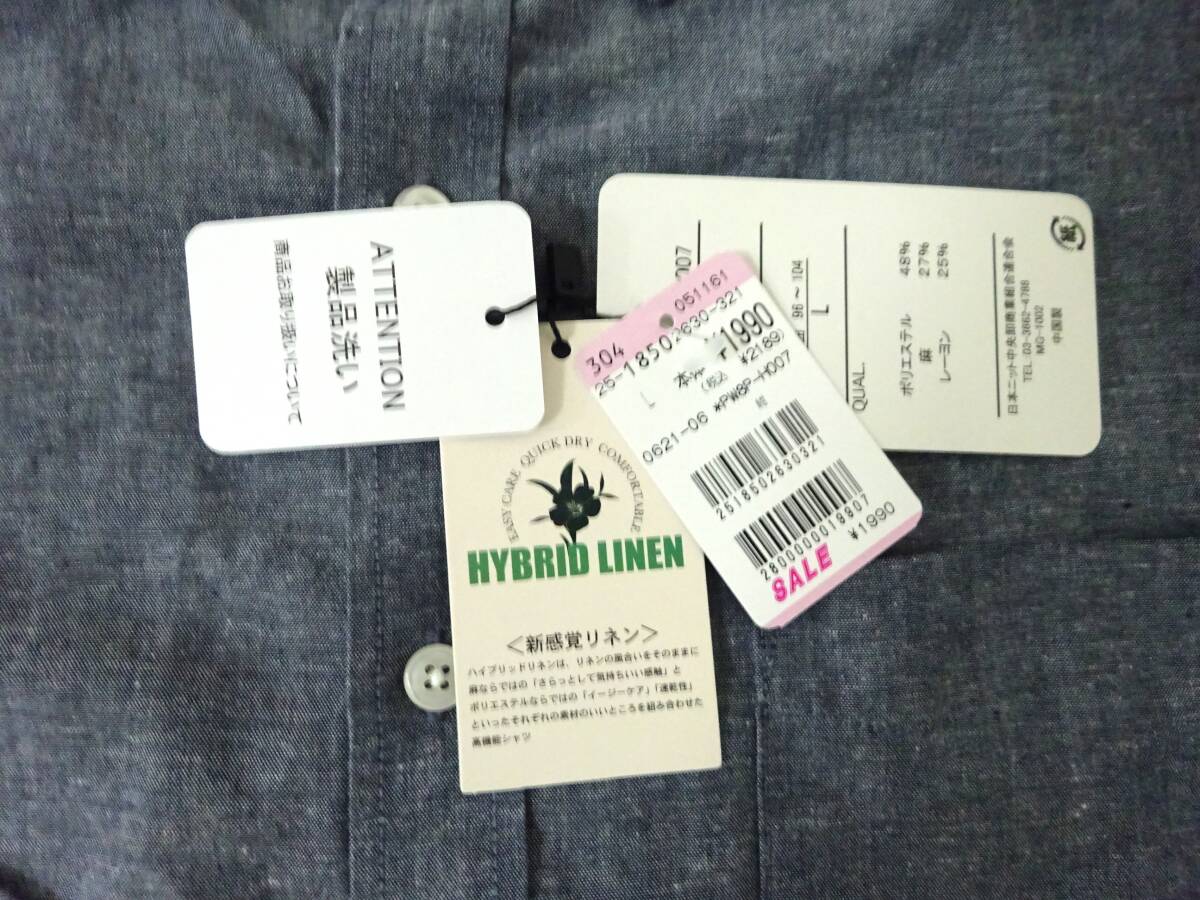 ATTENTION
製品洗い
商品お取り扱いについて
EASY CARE QUICK DRY COMFORTABLE
HYBRID LINEN
＜新感覚リネン＞
ハイブリッドリネンは、リネンの風合いをそのままに
麻ならではの「さらっとして気持ちいい感触」と
ポリエステルならではの「イージーケア」「速乾性」
といったそれぞれの素材のいいところを組み合わせた
高機能シャツ
304
051161
25-18502630-321
L
¥1990
¥2189)
0621-06 *PW8P-H007
2518502630321
2800000019907
¥1990
SALE
007
96～104
L
QUAL.
ポリエステル 48%
麻 27%
レーヨン 25%
日本ニット中央卸商業組合連合会
TEL. 03-3662-4788
MG-1002
中国製
紙